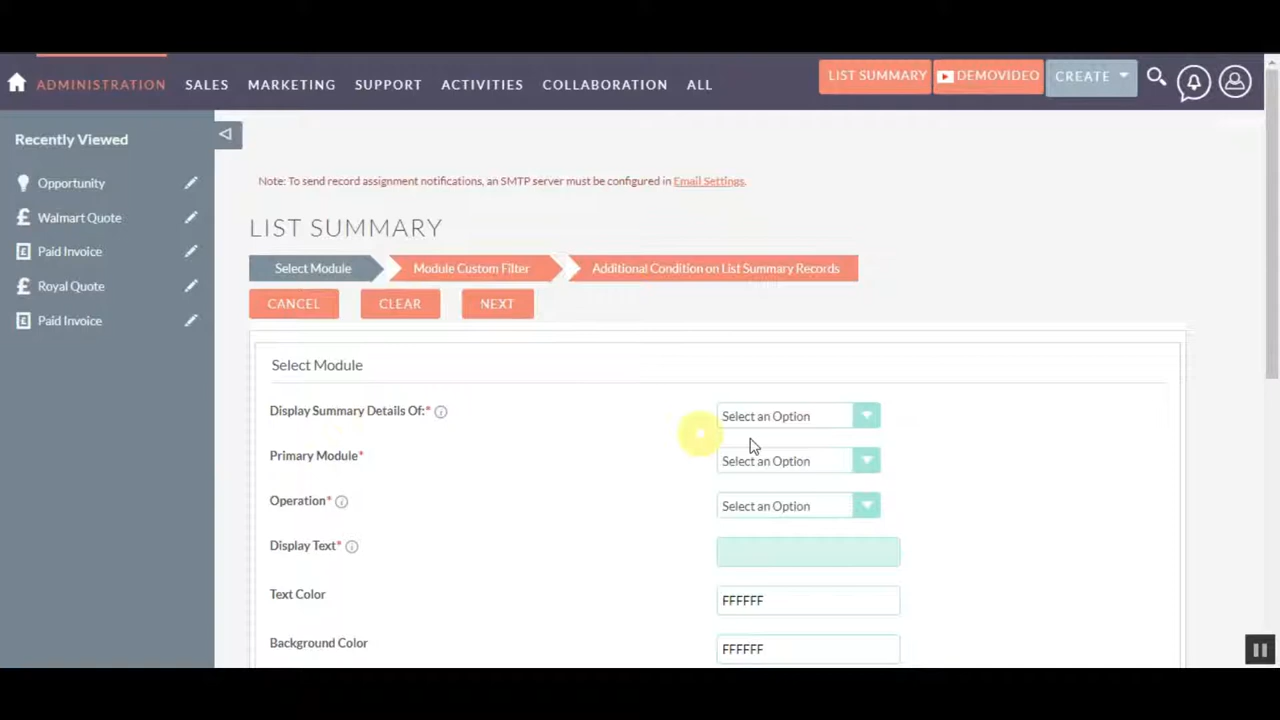 ADMINISTRATION SALES MARKETING SUPPORT ACTIVITIES COLLABORATION ALL LIST SUMMARY DEMOVIDEO CREATE
Recently Viewed
Opportunity
Walmart Quote
Paid Invoice
Royal Quote
Paid Invoice
Note: To send record assignment notifications, an SMTP server must be configured in Email Settings.
LIST SUMMARY
Select Module Module Custom Filter Additional Condition on List Summary Records
CANCEL CLEAR NEXT
Select Module
Display Summary Details Of:* Select an Option
Primary Module* Select an Option
Operation* Select an Option
Display Text*
Text Color FFFFFF
Background Color FFFFFF